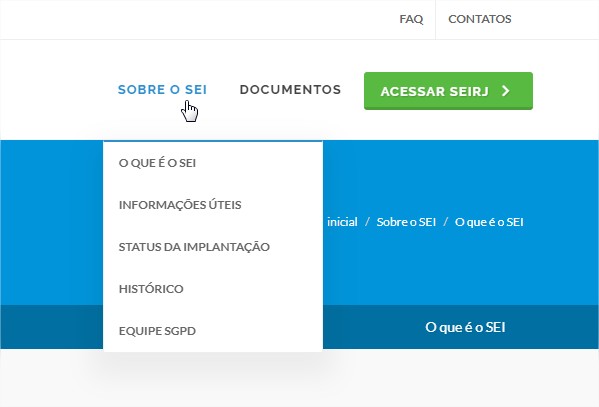 FAQ CONTATOS
SOBRE O SEI DOCUMENTOS ACESSAR SEIRJ
O QUE É O SEI
INFORMAÇÕES ÚTEIS
inicial / Sobre o SEI / O que é o SEI
STATUS DA IMPLANTAÇÃO
HISTÓRICO
EQUIPE SGPD
O que é o SEI